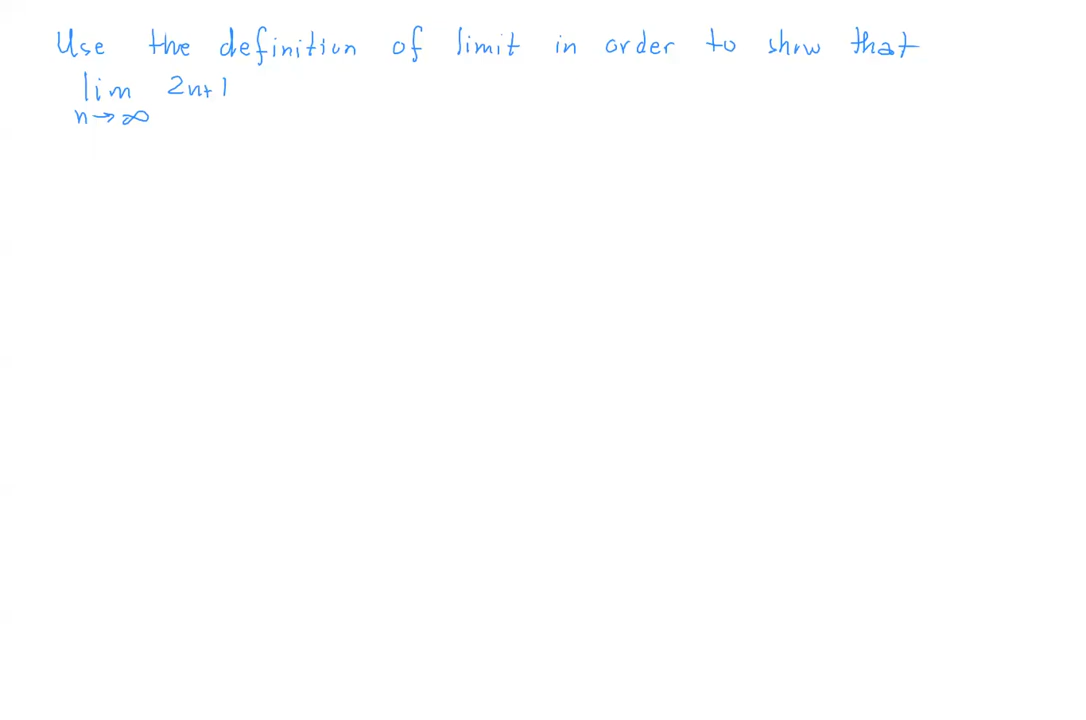 Use the definition of limit in order to show that
lim 2n+1
n→∞